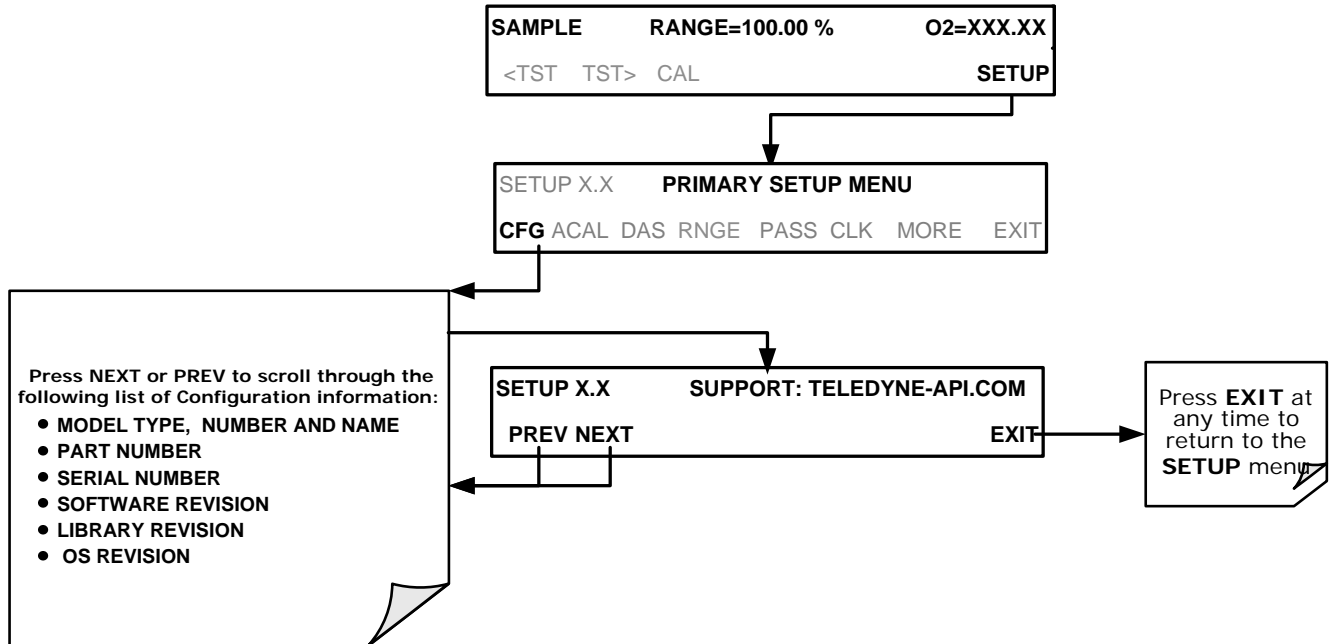 SAMPLE RANGE=100.00 % O2=XXX.XX
<TST TST> CAL SETUP
SETUP X.X PRIMARY SETUP MENU
CFG ACAL DAS RNGE PASS CLK MORE EXIT
Press NEXT or PREV to scroll through the
following list of Configuration information:
• MODEL TYPE, NUMBER AND NAME
• PART NUMBER
• SERIAL NUMBER
• SOFTWARE REVISION
• LIBRARY REVISION
• OS REVISION
SETUP X.X SUPPORT: TELEDYNE-API.COM
PREV NEXT EXIT
Press EXIT at
any time to
return to the
SETUP menu